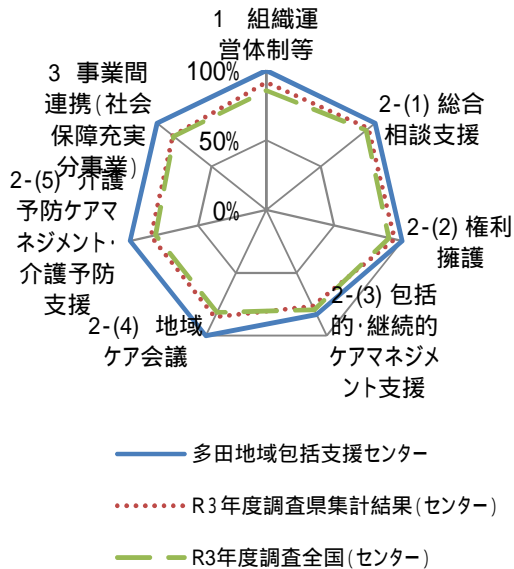 1 組織運
営体制等
100%
50%
0%
2-(1) 総合
相談支援
2-(2) 権利
擁護
2-(3) 包括
的・継続的
ケアマネジメ
ント支援
2-(4) 地域
ケア会議
2-(5) 介護
予防ケアマ
ネジメント・
介護予防
支援
3 事業間
連携(社会
保障充実
分事業)
多田地域包括支援センター
R3年度調査県集計結果(センター)
R3年度調査全国(センター)